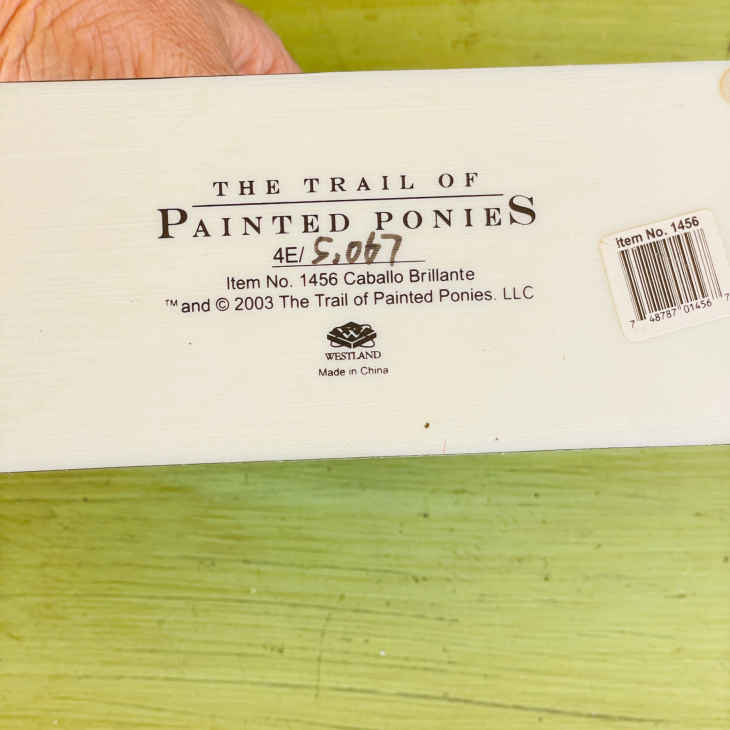 THE TRAIL OF
PAINTED PONIES
4E/ 5,067
Item No. 1456 Caballo Brillante
™ and © 2003 The Trail of Painted Ponies. LLC
WESTLAND
Made in China
Item No. 1456
7 48787 01456 7